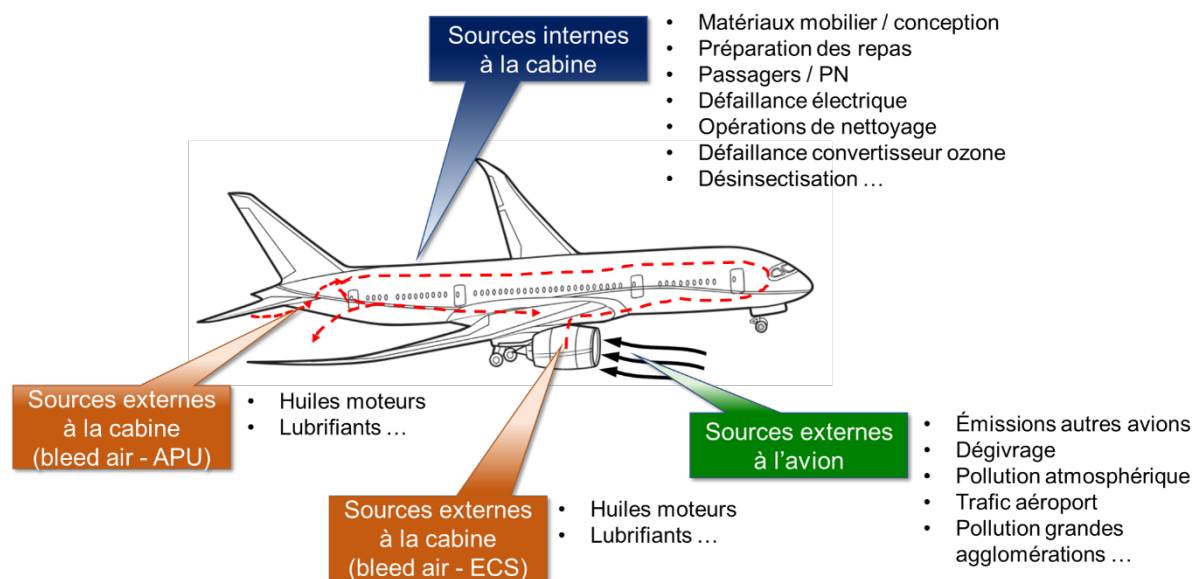 Sources internes
à la cabine
• Matériaux mobilier / conception
• Préparation des repas
• Passagers / PN
• Défaillance électrique
• Opérations de nettoyage
• Défaillance convertisseur ozone
• Désinsectisation …
Sources externes
à la cabine
(bleed air - APU)
• Huiles moteurs
• Lubrifiants …
Sources externes
à la cabine
(bleed air - ECS)
• Huiles moteurs
• Lubrifiants …
Sources externes
à l’avion
• Émissions autres avions
• Dégivrage
• Pollution atmosphérique
• Trafic aéroport
• Pollution grandes
agglomérations …